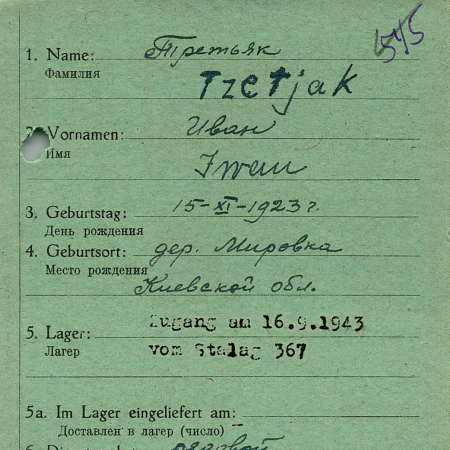 545
1. Name: Третьяк
Фамилия
Tzetjak
2. Vornamen: Иван
Имя
Iwan
3. Geburtstag: 15-XI-1923 г.
День рождения
4. Geburtsort: дер. Мировка
Место рождения
Киевской обл.
5. Lager: Zugang am 16.9.1943
Лагер vom Stalag 367
5a. Im Lager eingeliefert am:
Доставлен в лагер (число)
6. рядовой